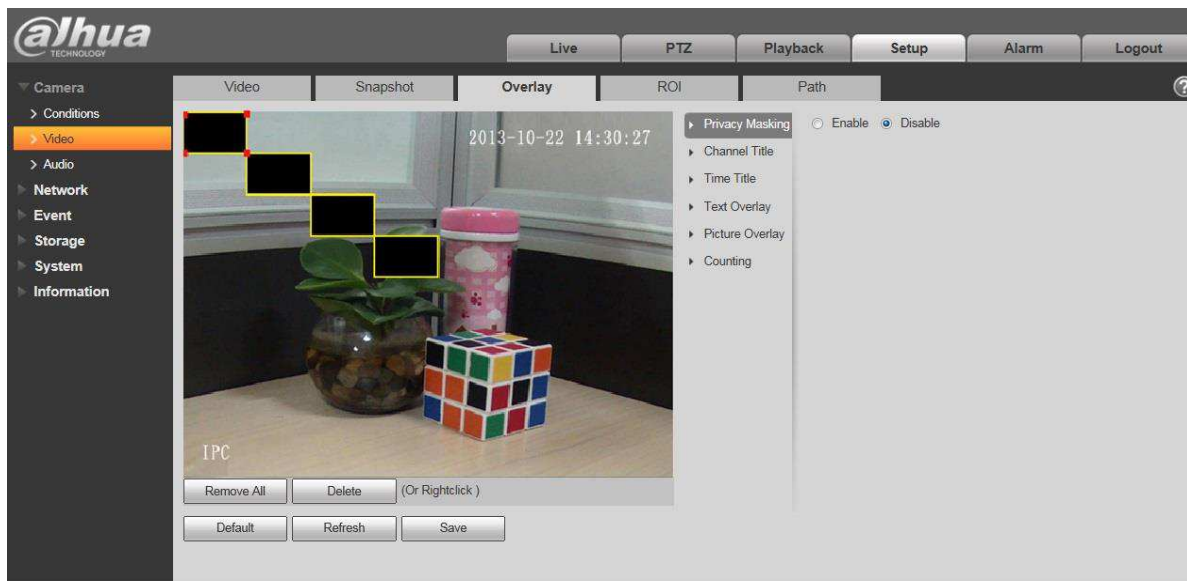 alhua
TECHNOLOGY
Live
PTZ
Playback
Setup
Alarm
Logout
Camera
Conditions
Video
Audio
Network
Event
Storage
System
Information
Video
Snapshot
Overlay
ROI
Path
?
2013-10-22 14:30:27
IPC
Privacy Masking
Enable
Disable
Channel Title
Time Title
Text Overlay
Picture Overlay
Counting
Remove All
Delete
(Or Rightclick )
Default
Refresh
Save